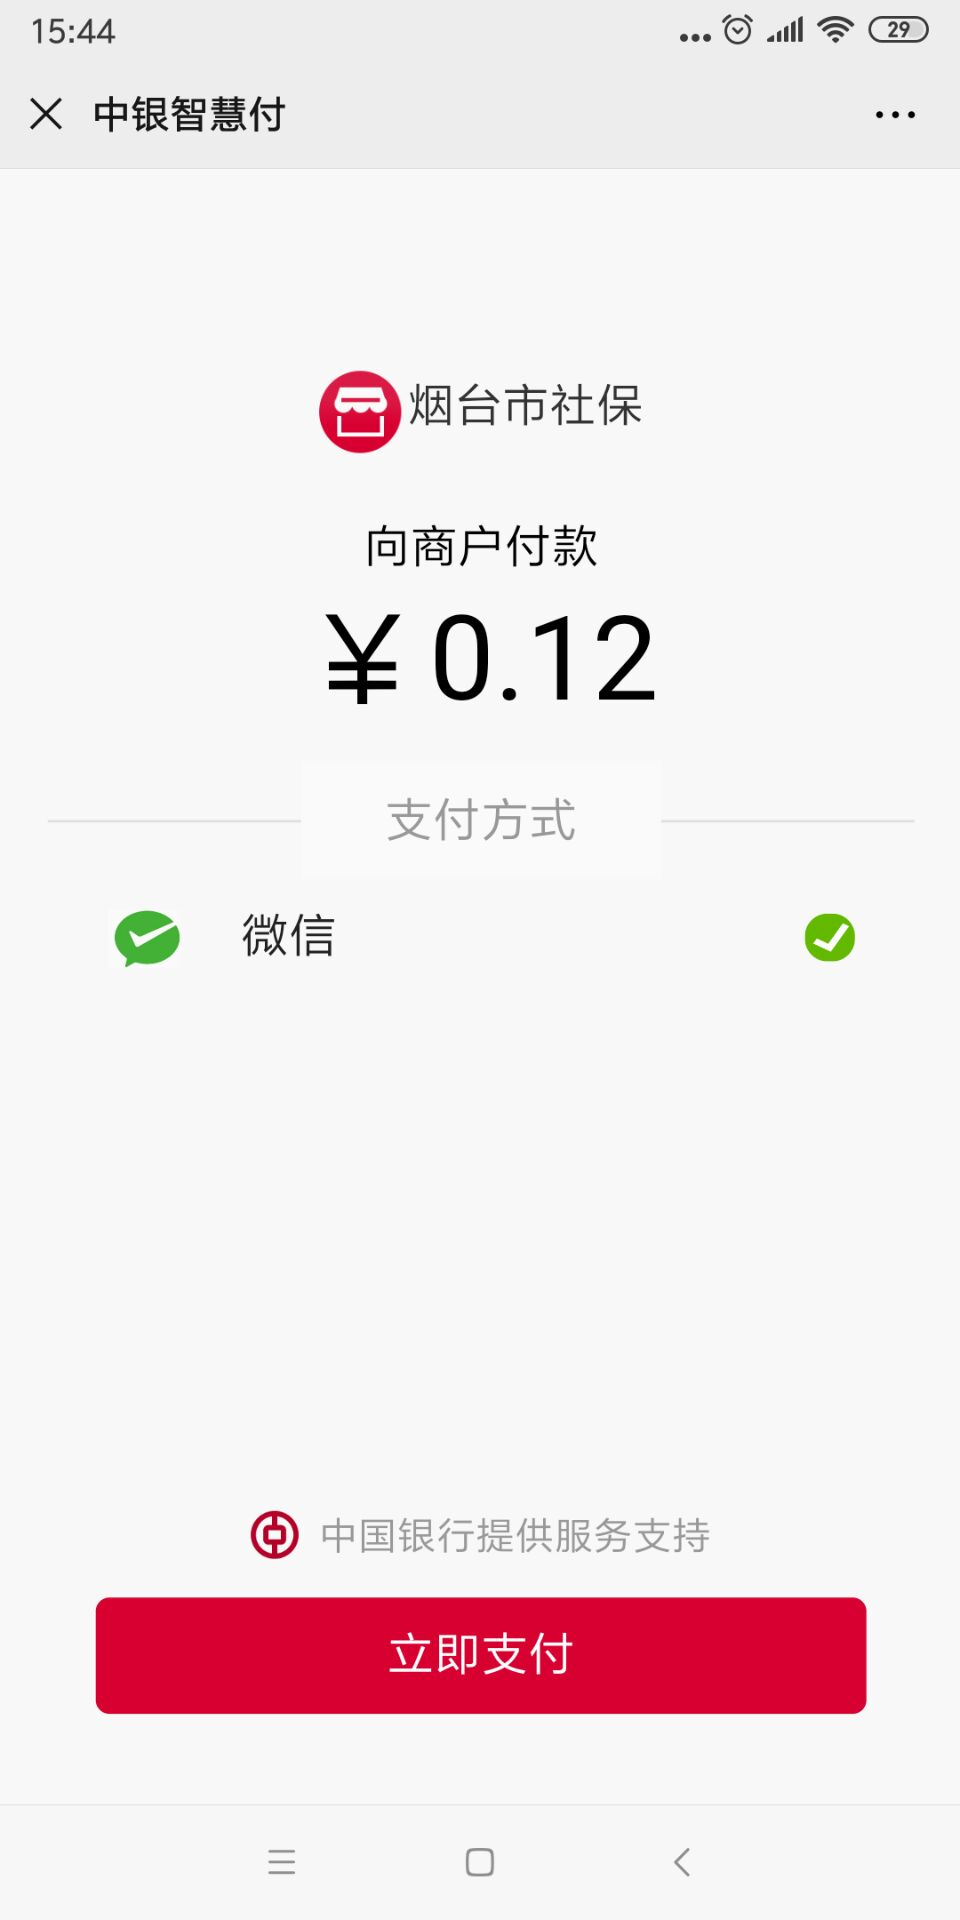 15:44
29
中银智慧付
烟台市社保
向商户付款
￥0.12
支付方式
微信
中国银行提供服务支持
立即支付